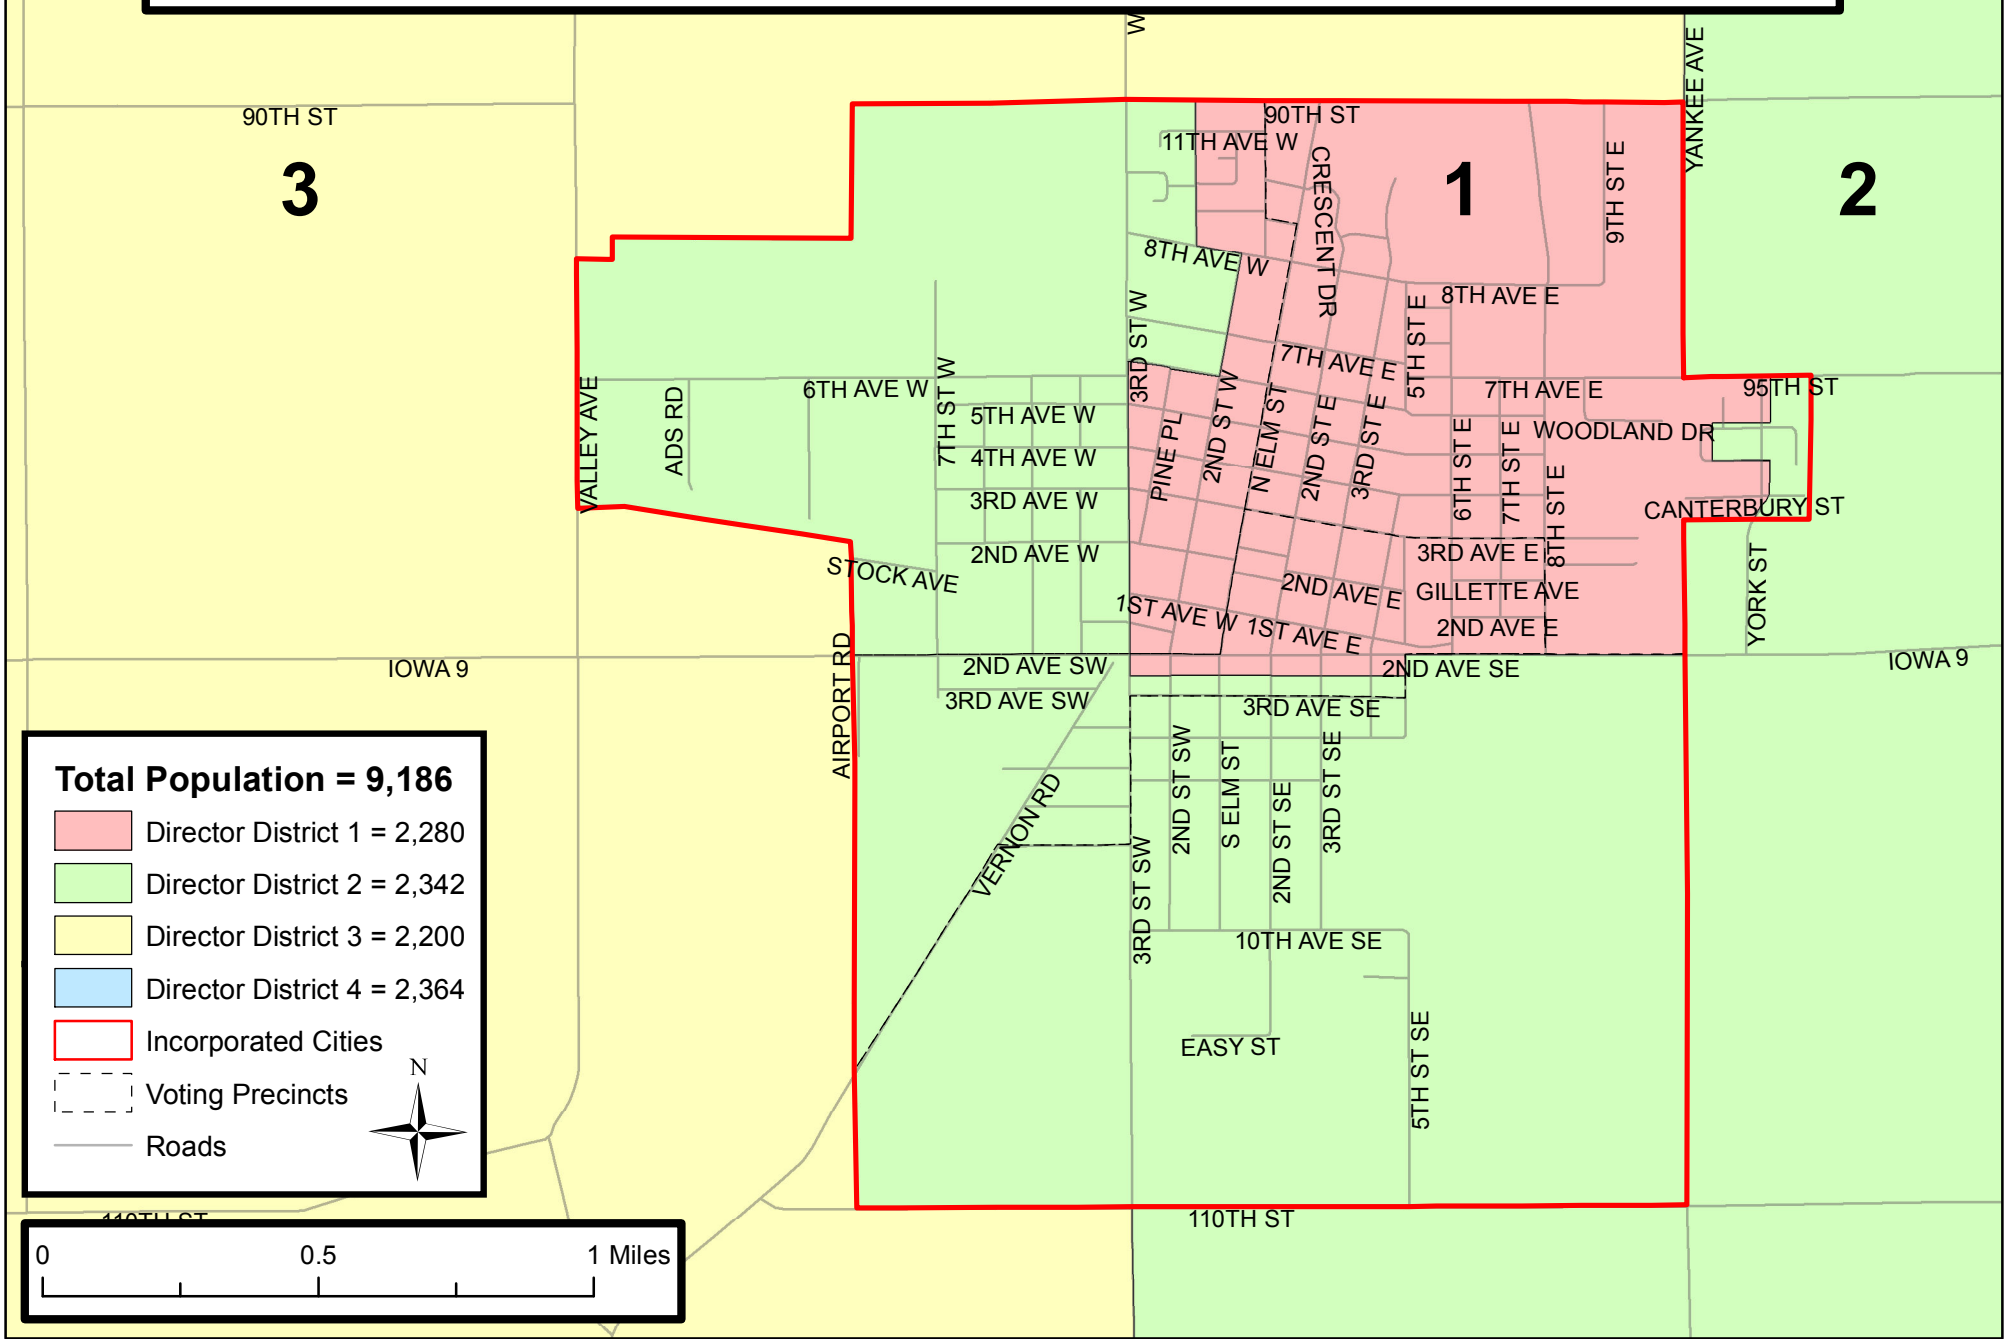 W
YANKEE AVE
90TH ST
90TH ST
11TH AVE W
CRESCENT DR
9TH ST E
3
1
2
8TH AVE W
8TH AVE E
3RD ST W
5TH ST E
7TH AVE E
7TH AVE E
95TH ST
VALLEY AVE
ADS RD
6TH AVE W
7TH ST W
5TH AVE W
4TH AVE W
3RD AVE W
2ND AVE W
PINE PL
2ND ST W
N ELM ST
2ND ST E
3RD ST E
6TH ST E
7TH ST E
8TH ST E
WOODLAND DR
CANTERBURY ST
YORK ST
STOCK AVE
3RD AVE E
GILLETTE AVE
2ND AVE E
2ND AVE E
1ST AVE W
1ST AVE E
IOWA 9
AIRPORT RD
2ND AVE SW
2ND AVE SE
IOWA 9
3RD AVE SW
3RD AVE SE
VERNON RD
3RD ST SW
2ND ST SW
S ELM ST
2ND ST SE
3RD ST SE
10TH AVE SE
EASY ST
5TH ST SE
110TH ST
Total Population = 9,186
Director District 1 = 2,280
Director District 2 = 2,342
Director District 3 = 2,200
Director District 4 = 2,364
Incorporated Cities
Voting Precincts
Roads
N
110TH ST
0 0.5 1 Miles